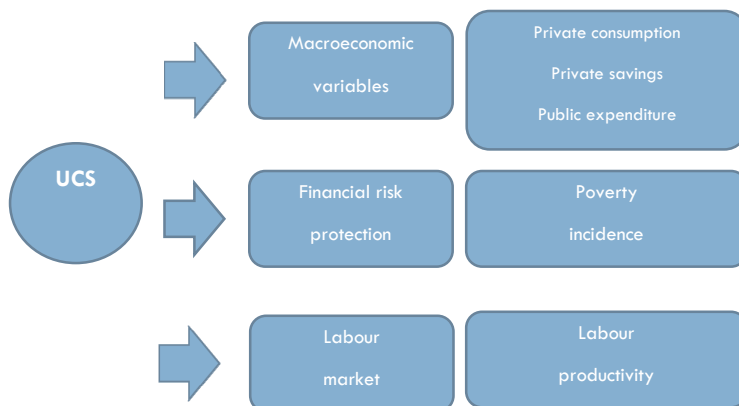 Macroeconomic
variables
Private consumption
Private savings
Public expenditure
UCS
Financial risk
protection
Poverty
incidence
Labour
market
Labour
productivity